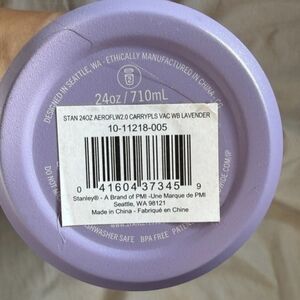 DESIGNED IN SEATTLE, WA · ETHICALLY MANUFACTURED IN CHINA
24oz / 710mL
STAN 24OZ AEROFLW2.0 CARRYPLS VAC WB LAVENDER
10-11218-005
0 41604 37345 9
Stanley® - A Brand of PMI -Une Marque de PMI
Seattle, WA 98121
Made in China - Fabriqué en Chine
DISHWASHER SAFE BPA FREE